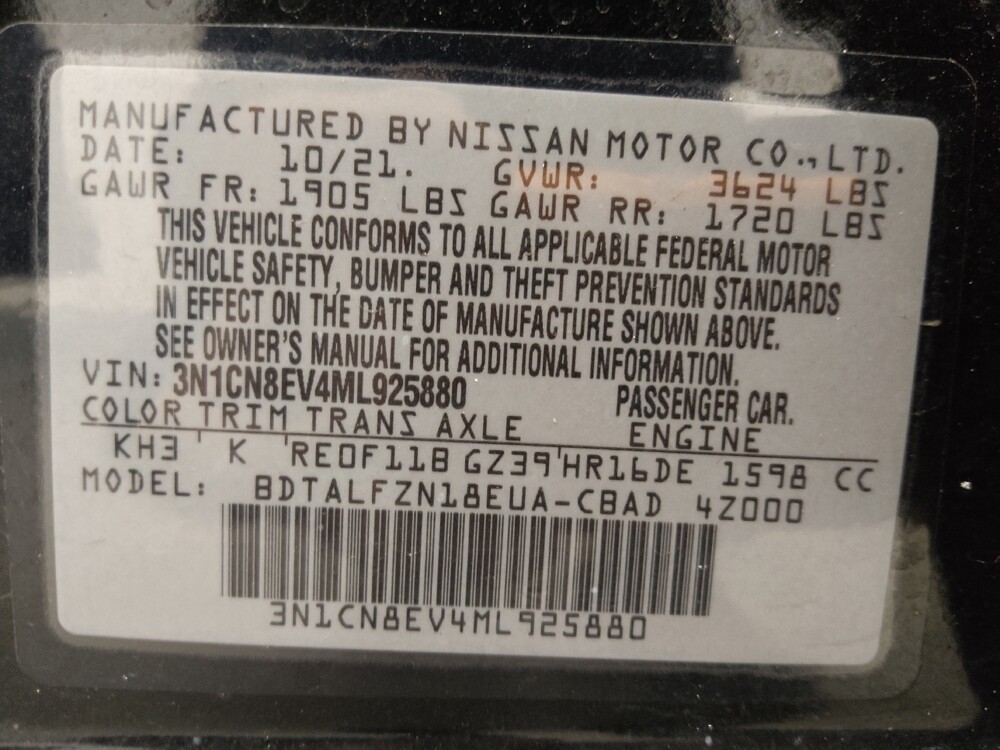 MANUFACTURED BY NISSAN MOTOR CO.,LTD.
DATE: 10/21. GVWR: 3624 LBS
GAWR FR: 1905 LBS GAWR RR: 1720 LBS
THIS VEHICLE CONFORMS TO ALL APPLICABLE FEDERAL MOTOR
VEHICLE SAFETY, BUMPER AND THEFT PREVENTION STANDARDS
IN EFFECT ON THE DATE OF MANUFACTURE SHOWN ABOVE.
SEE OWNER'S MANUAL FOR ADDITIONAL INFORMATION.
VIN: 3N1CN8EV4ML925880 PASSENGER CAR.
COLOR TRIM TRANS AXLE ENGINE
KH3 ' K 'RE0F11B GZ39'HR16DE 1598 CC
MODEL: BDTALFZN18EUA-CBAD 4Z000
3N1CN8EV4ML925880